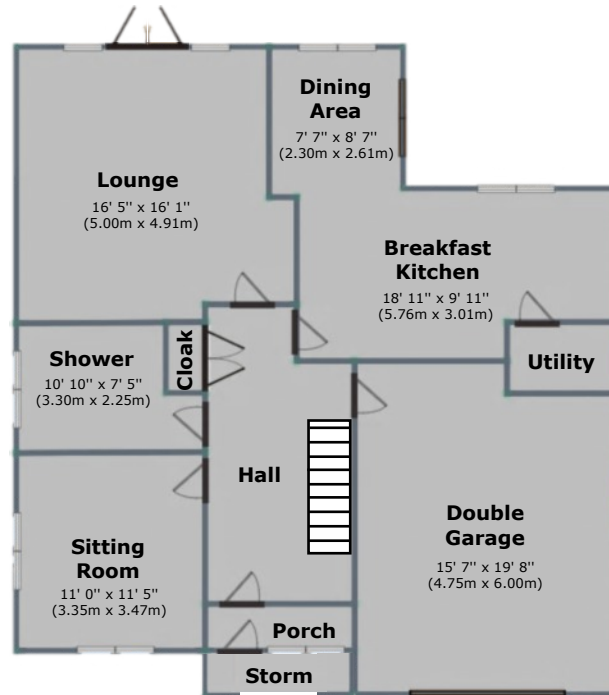 Dining
Area
7' 7" x 8' 7"
(2.30m x 2.61m)
Lounge
16' 5" x 16' 1"
(5.00m x 4.91m)
Breakfast
Kitchen
18' 11" x 9' 11"
(5.76m x 3.01m)
Utility
Shower
10' 10" x 7' 5"
(3.30m x 2.25m)
Cloak
Hall
Sitting
Room
11' 0" x 11' 5"
(3.35m x 3.47m)
Double
Garage
15' 7" x 19' 8"
(4.75m x 6.00m)
Porch
Storm